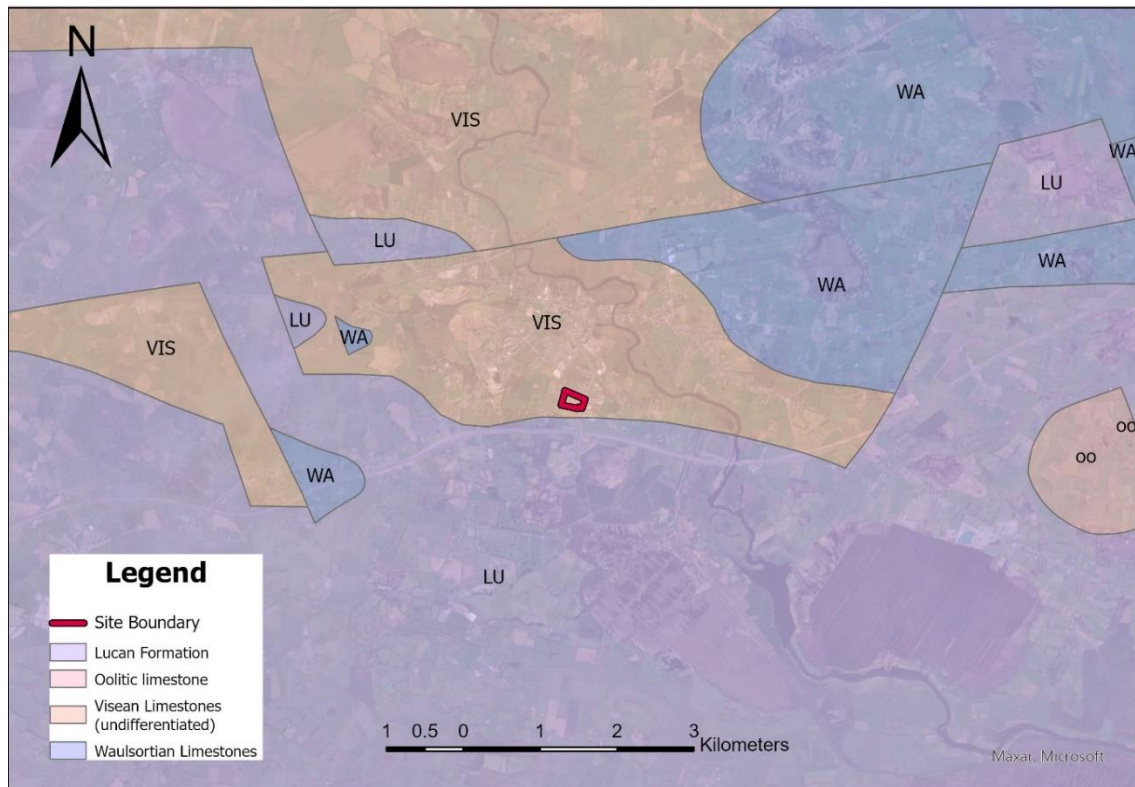 N
VIS
WA
WA
LU
LU
WA
WA
LU
WA
VIS
VIS
oo
oo
WA
LU
Legend
Site Boundary
Lucan Formation
Oolitic limestone
Visean Limestones
(undifferentiated)
Waulsortian Limestones
1 0.5 0 1 2 3
Kilometers
Maxar, Microsoft